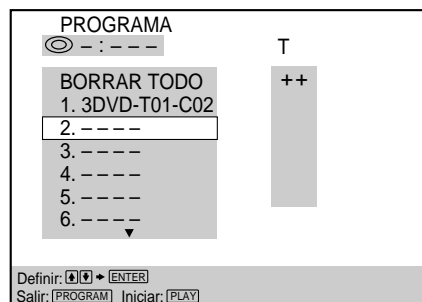 PROGRAMA
– : – – –
T
BORRAR TODO
++
1. 3DVD-T01-C02
2. – – – –
3. – – – –
4. – – – –
5. – – – –
6. – – – –
Definir: ENTER
Salir: PROGRAM Iniciar: PLAY